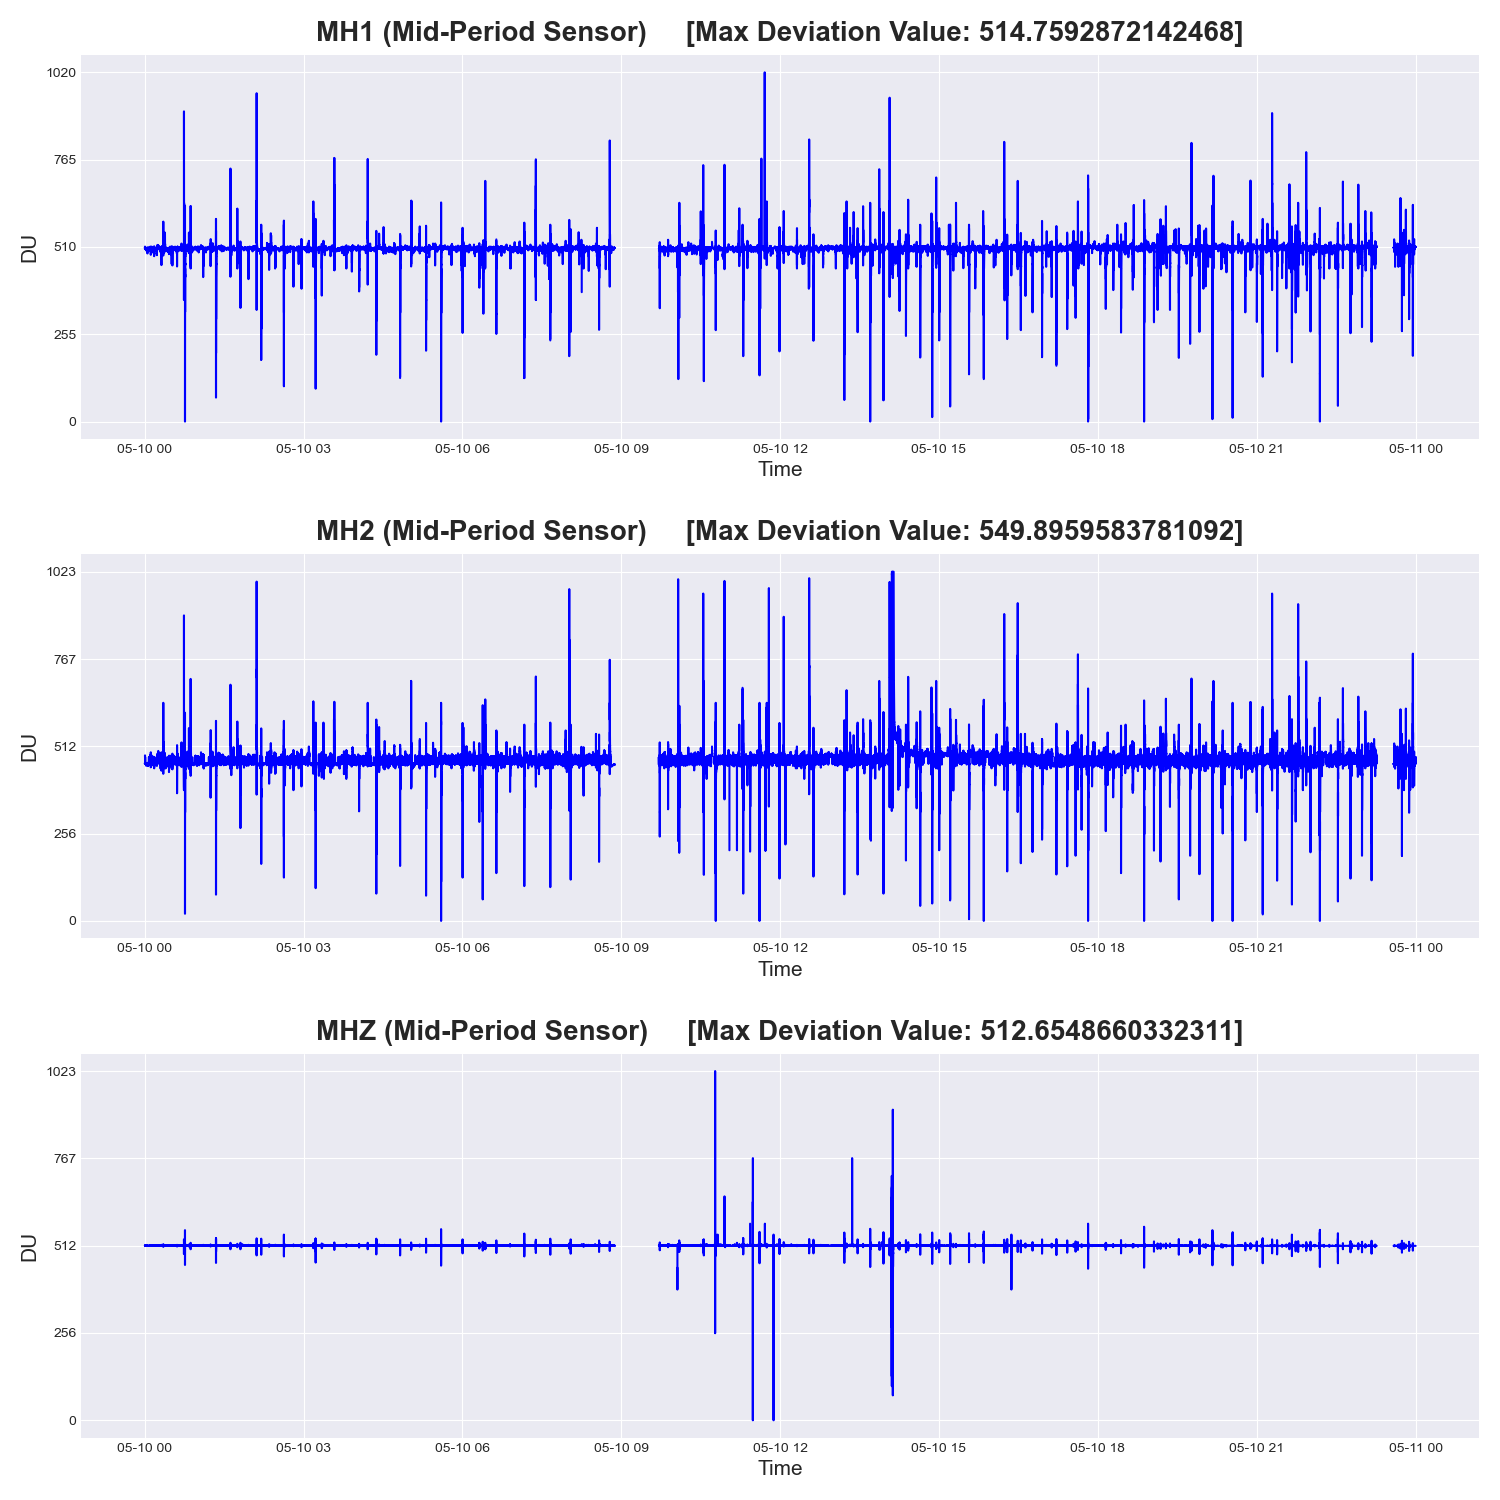 MH1 (Mid-Period Sensor) [Max Deviation Value: 514.7592872142468]
1020
765
510
255
0
DU
05-10 00 05-10 03 05-10 06 05-10 09 05-10 12 05-10 15 05-10 18 05-10 21 05-11 00
Time
MH2 (Mid-Period Sensor) [Max Deviation Value: 549.8959583781092]
1023
767
512
256
0
DU
05-10 00 05-10 03 05-10 06 05-10 09 05-10 12 05-10 15 05-10 18 05-10 21 05-11 00
Time
MHZ (Mid-Period Sensor) [Max Deviation Value: 512.6548660332311]
1023
767
512
256
0
DU
05-10 00 05-10 03 05-10 06 05-10 09 05-10 12 05-10 15 05-10 18 05-10 21 05-11 00
Time